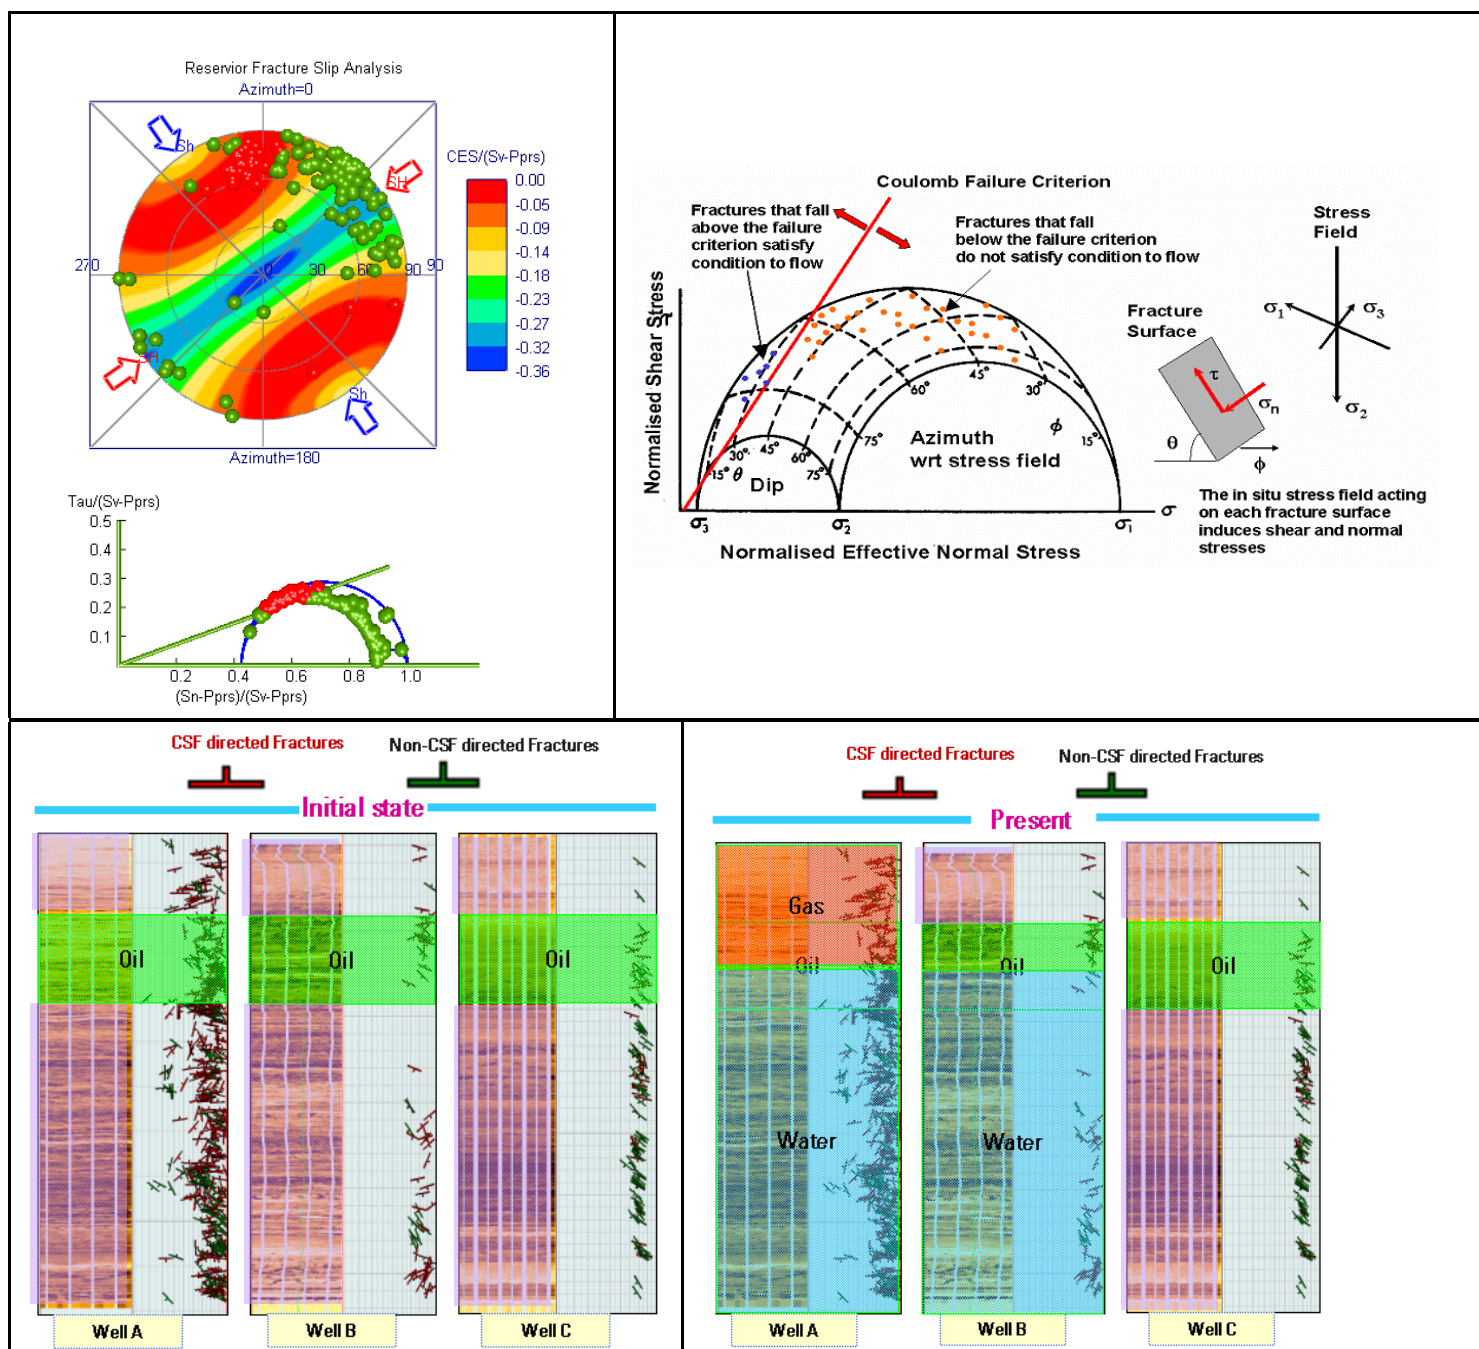 Reservior Fracture Slip Analysis
Azimuth=0
Sh
SH
270
0
30
60
90
90
SH
Sh
Azimuth=180
CES/(Sv-Pprs)
0.00
-0.05
-0.09
-0.14
-0.18
-0.23
-0.27
-0.32
-0.36
Tau/(Sv-Pprs)
0.5
0.4
0.3
0.2
0.1
0.2
0.4
0.6
0.8
1.0
(Sn-Pprs)/(Sv-Pprs)
Coulomb Failure Criterion
Fractures that fall
above the failure
criterion satisfy
condition to flow
Fractures that fall
below the failure criterion
do not satisfy condition to flow
Normalised Shear Stress
τ
15°
30°
45°
60°
75°
θ
Dip
75°
60°
45°
30°
15°
ϕ
Azimuth
wrt stress field
σ3
σ2
σ1
σ
Normalised Effective Normal Stress
Stress
Field
σ1
σ3
σ2
Fracture
Surface
τ
σn
θ
ϕ
The in situ stress field acting
on each fracture surface
induces shear and normal
stresses
CSF directed Fractures
Non-CSF directed Fractures
Initial state
Oil
Oil
Oil
Well A
Well B
Well C
CSF directed Fractures
Non-CSF directed Fractures
Present
Gas
Oil
Oil
Oil
Water
Water
Well A
Well B
Well C